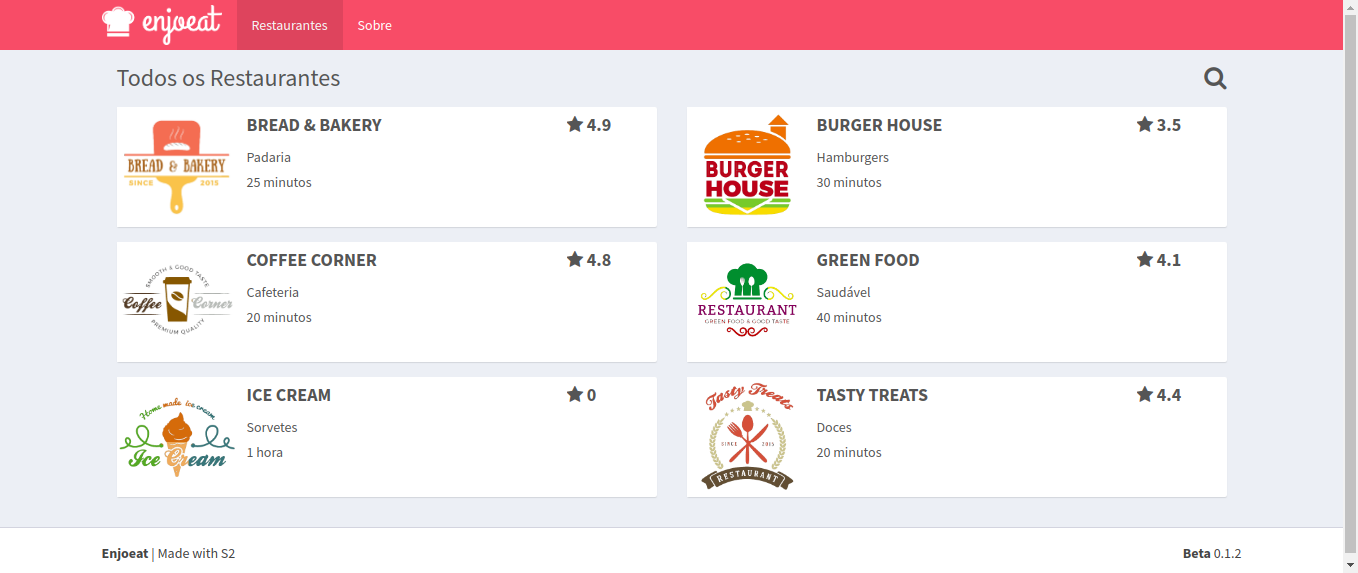 enjoeat
Restaurantes
Sobre
Todos os Restaurantes
BREAD & BAKERY
SINCE 2015
BREAD & BAKERY
4.9
Padaria
25 minutos
BURGER
HOUSE
BURGER HOUSE
3.5
Hamburgers
30 minutos
SMOOTH & GOOD TASTE
Coffee Corner
PREMIUM QUALITY
COFFEE CORNER
4.8
Cafeteria
20 minutos
RESTAURANT
GREEN FOOD & GOOD TASTE
GREEN FOOD
4.1
Saudável
40 minutos
Home made ice cream
Ice Cream
ICE CREAM
0
Sorvetes
1 hora
Tasty Treats
SINCE 2015
RESTAURANT
TASTY TREATS
4.4
Doces
20 minutos
Enjoeat | Made with S2
Beta 0.1.2